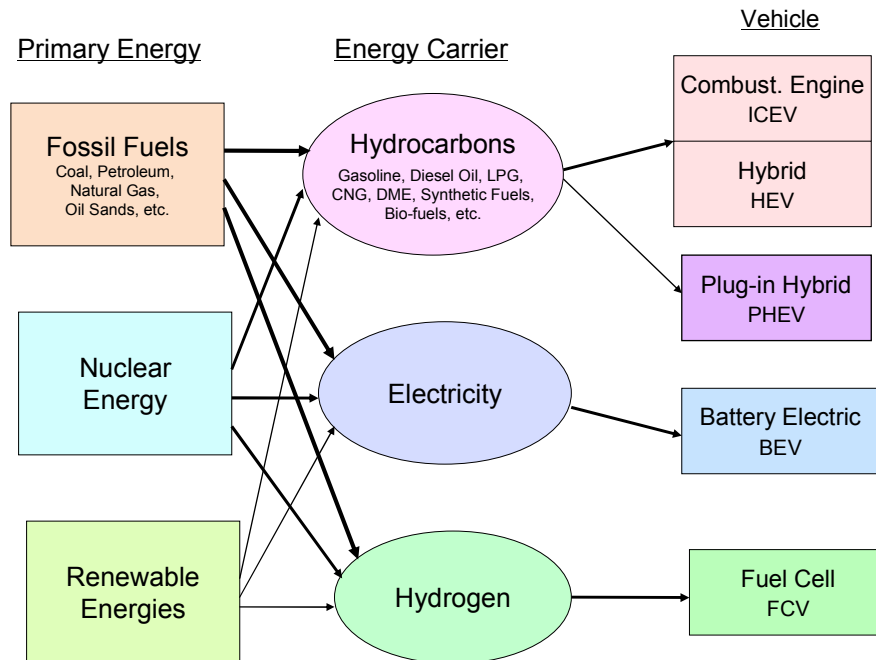 Primary Energy
Energy Carrier
Vehicle
Fossil Fuels
Coal, Petroleum,
Natural Gas,
Oil Sands, etc.
Nuclear
Energy
Renewable
Energies
Hydrocarbons
Gasoline, Diesel Oil, LPG,
CNG, DME, Synthetic Fuels,
Bio-fuels, etc.
Electricity
Hydrogen
Combust. Engine
ICEV
Hybrid
HEV
Plug-in Hybrid
PHEV
Battery Electric
BEV
Fuel Cell
FCV